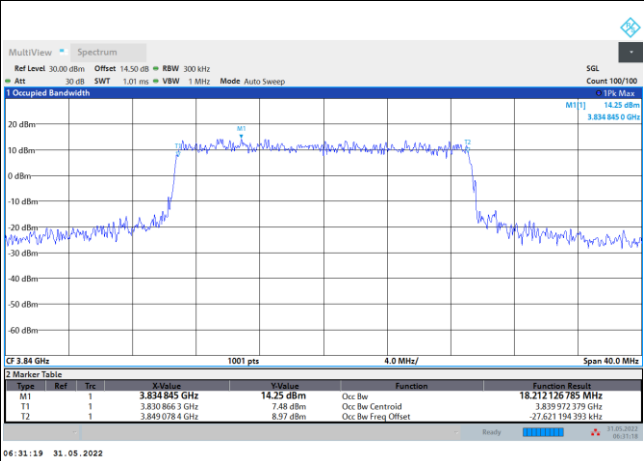 MultiView Spectrum
Ref Level 30.00 dBm Offset 14.50 dB RBW 300 kHz SGL
Att 30 dB SWT 1.01 ms VBW 1 MHz Mode Auto Sweep Count 100/100
1 Occupied Bandwidth 1Pk Max
M1[1] 14.25 dBm
3.834 845 0 GHz
M1
20 dBm
T1 T2
10 dBm
0 dBm
-10 dBm
-20 dBm
-30 dBm
-40 dBm
-50 dBm
-60 dBm
CF 3.84 GHz 1001 pts 4.0 MHz/ Span 40.0 MHz
2 Marker Table
Type Ref Trc X-Value Y-Value Function Function Result
M1 1 3.834 845 GHz 14.25 dBm Occ Bw 18.212 126 785 MHz
T1 1 3.830 866 3 GHz 7.48 dBm Occ Bw Centroid 3.839 972 379 GHz
T2 1 3.849 078 4 GHz 8.97 dBm Occ Bw Freq Offset -27.621 194 393 kHz
Ready 31.05.2022
06:31:18
06:31:19 31.05.2022